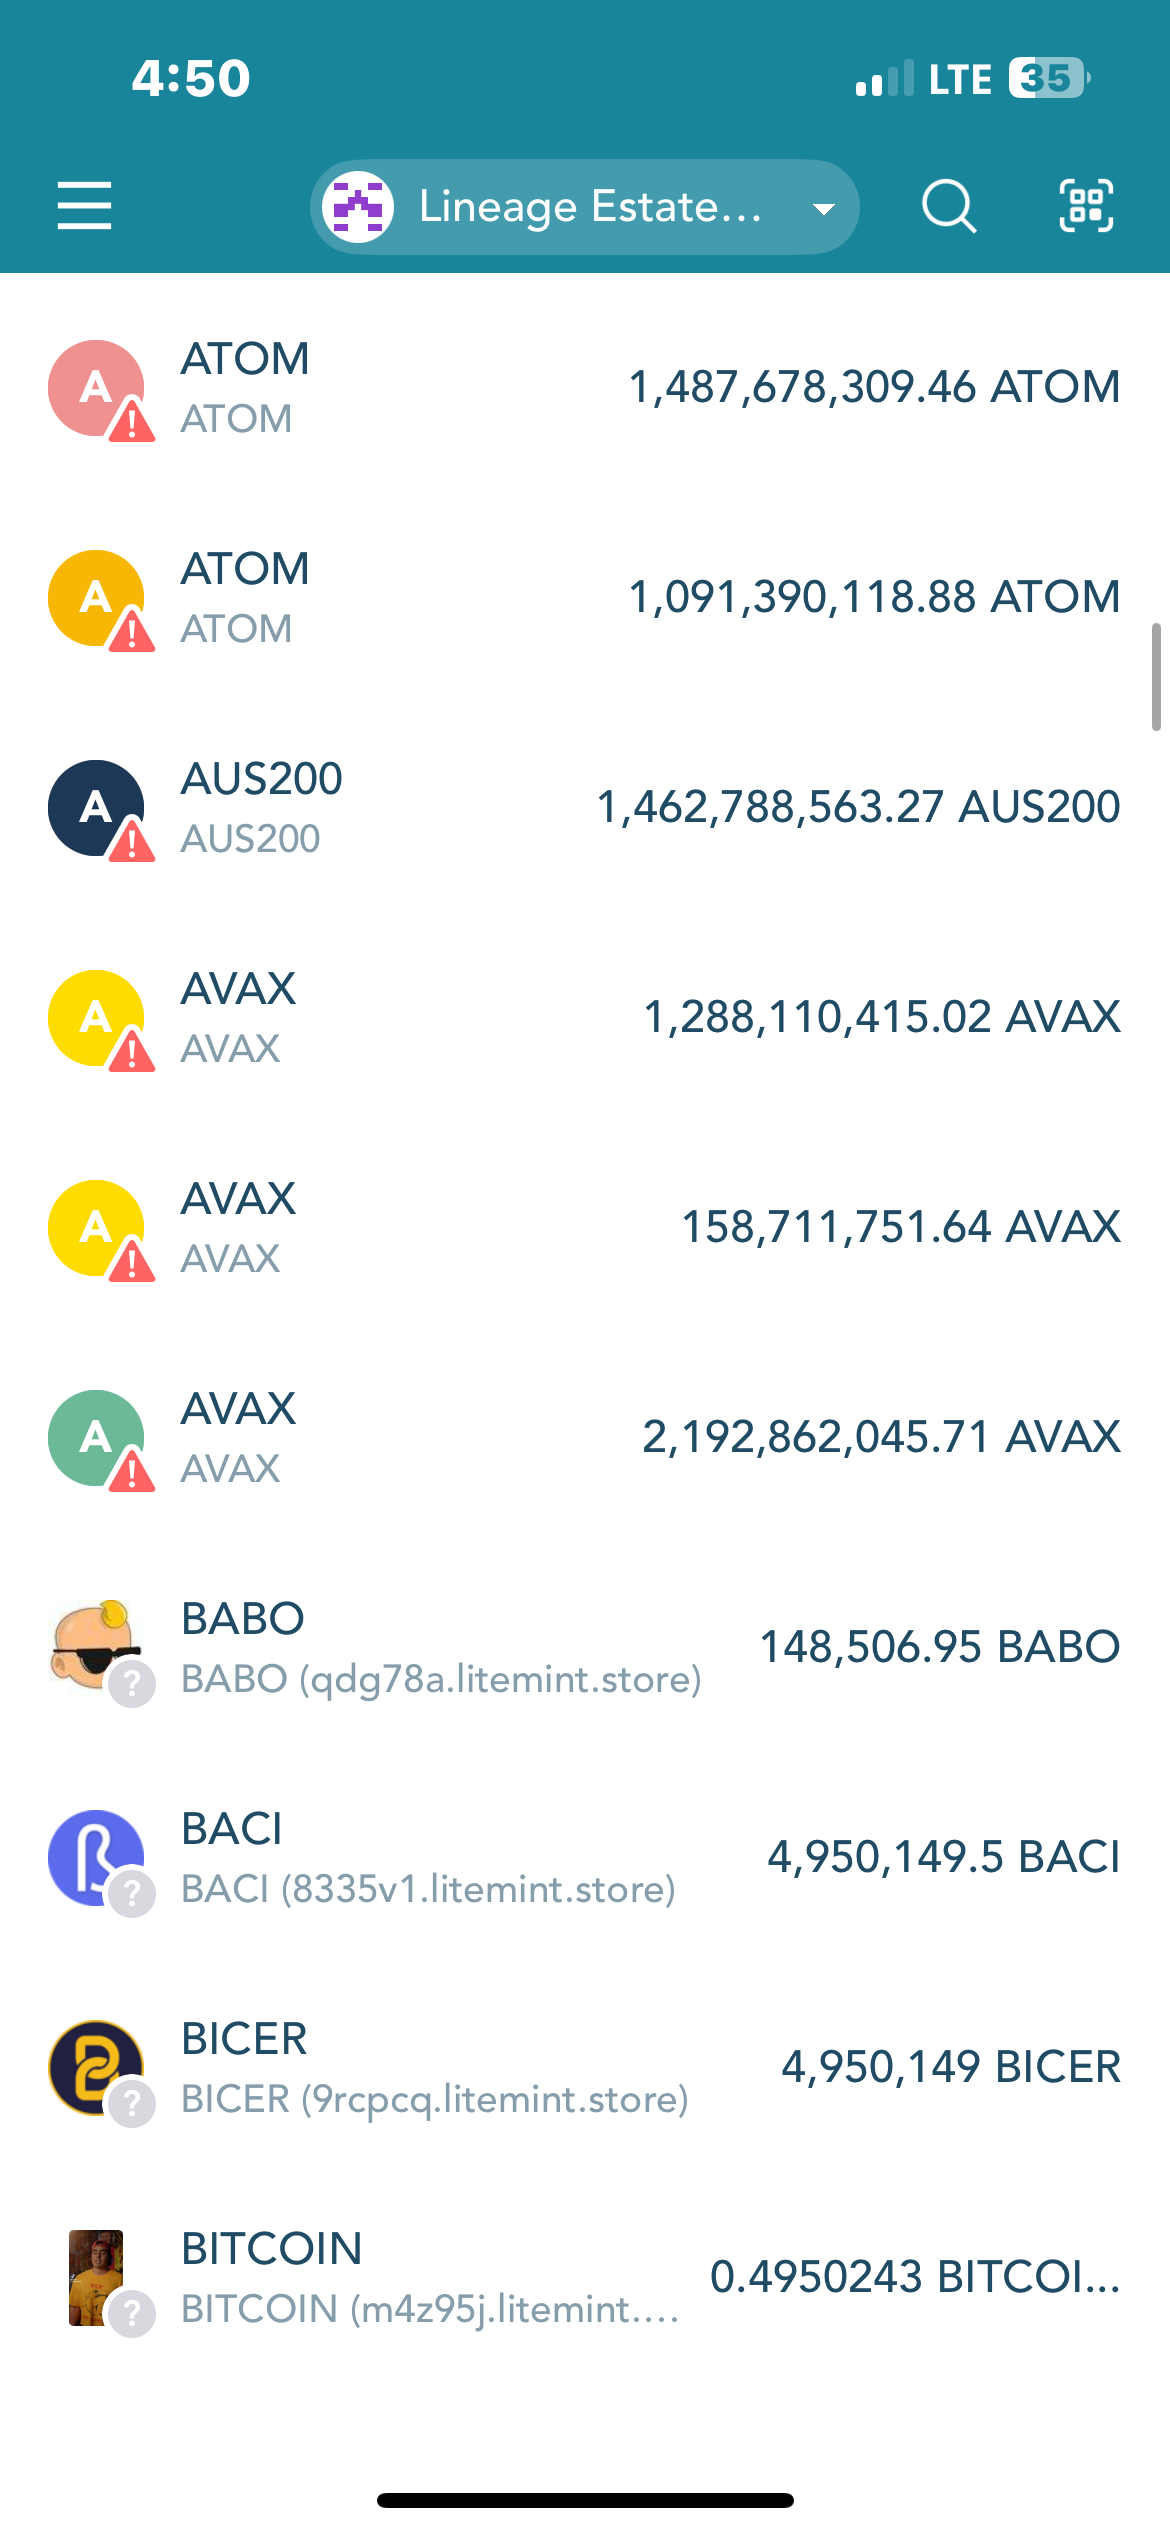 4:50
LTE 35
Lineage Estate...
A
ATOM
1,487,678,309.46 ATOM
ATOM
A
ATOM
1,091,390,118.88 ATOM
ATOM
A
AUS200
1,462,788,563.27 AUS200
AUS200
A
AVAX
1,288,110,415.02 AVAX
AVAX
A
AVAX
158,711,751.64 AVAX
AVAX
A
AVAX
2,192,862,045.71 AVAX
AVAX
BABO
148,506.95 BABO
BABO (qdg78a.litemint.store)
BACI
4,950,149.5 BACI
BACI (8335v1.litemint.store)
BICER
4,950,149 BICER
BICER (9rcpcq.litemint.store)
BITCOIN
0.4950243 BITCOI...
BITCOIN (m4z95j.litemint....